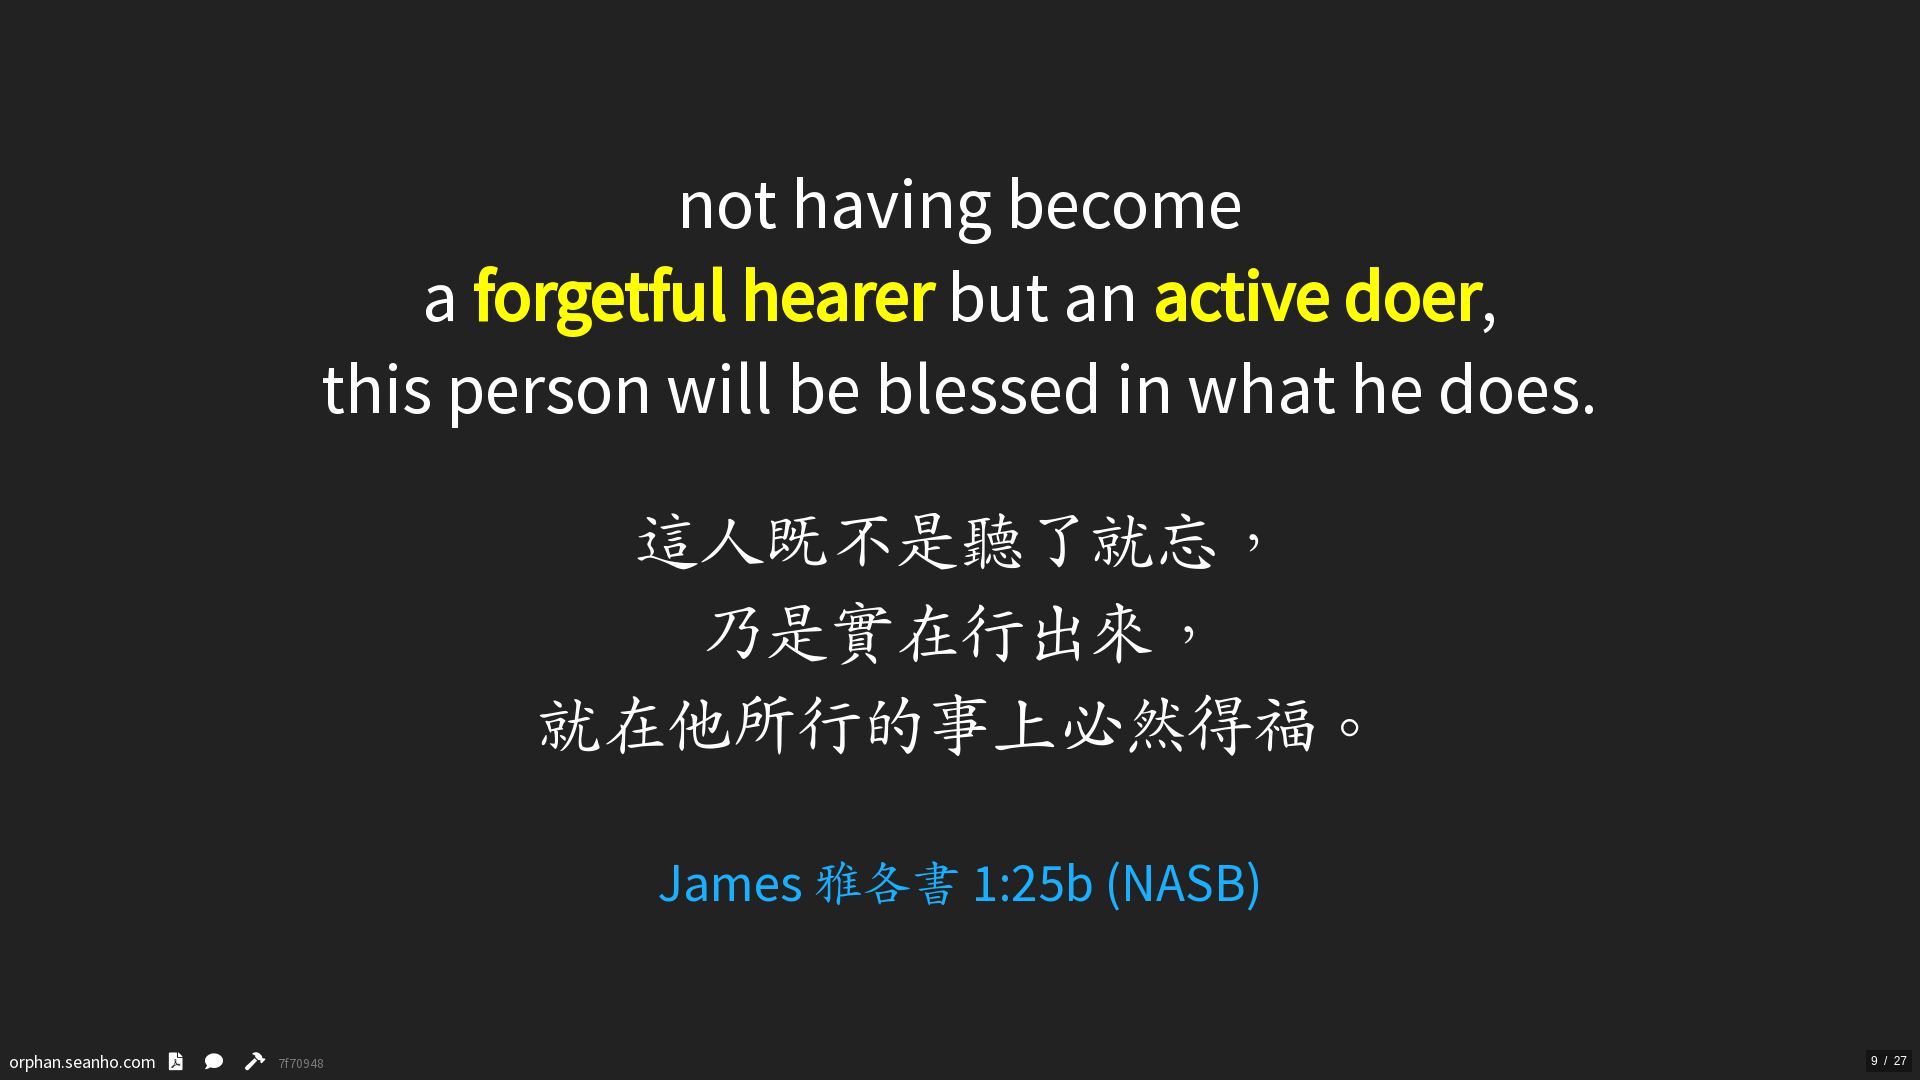 not having become
a forgetful hearer but an active doer,
this person will be blessed in what he does.
這人既不是聽了就忘，
乃是實在行出來，
就在他所行的事上必然得福。
James 雅各書 1:25b (NASB)
orphan.seanho.com 7f70948
9 / 27